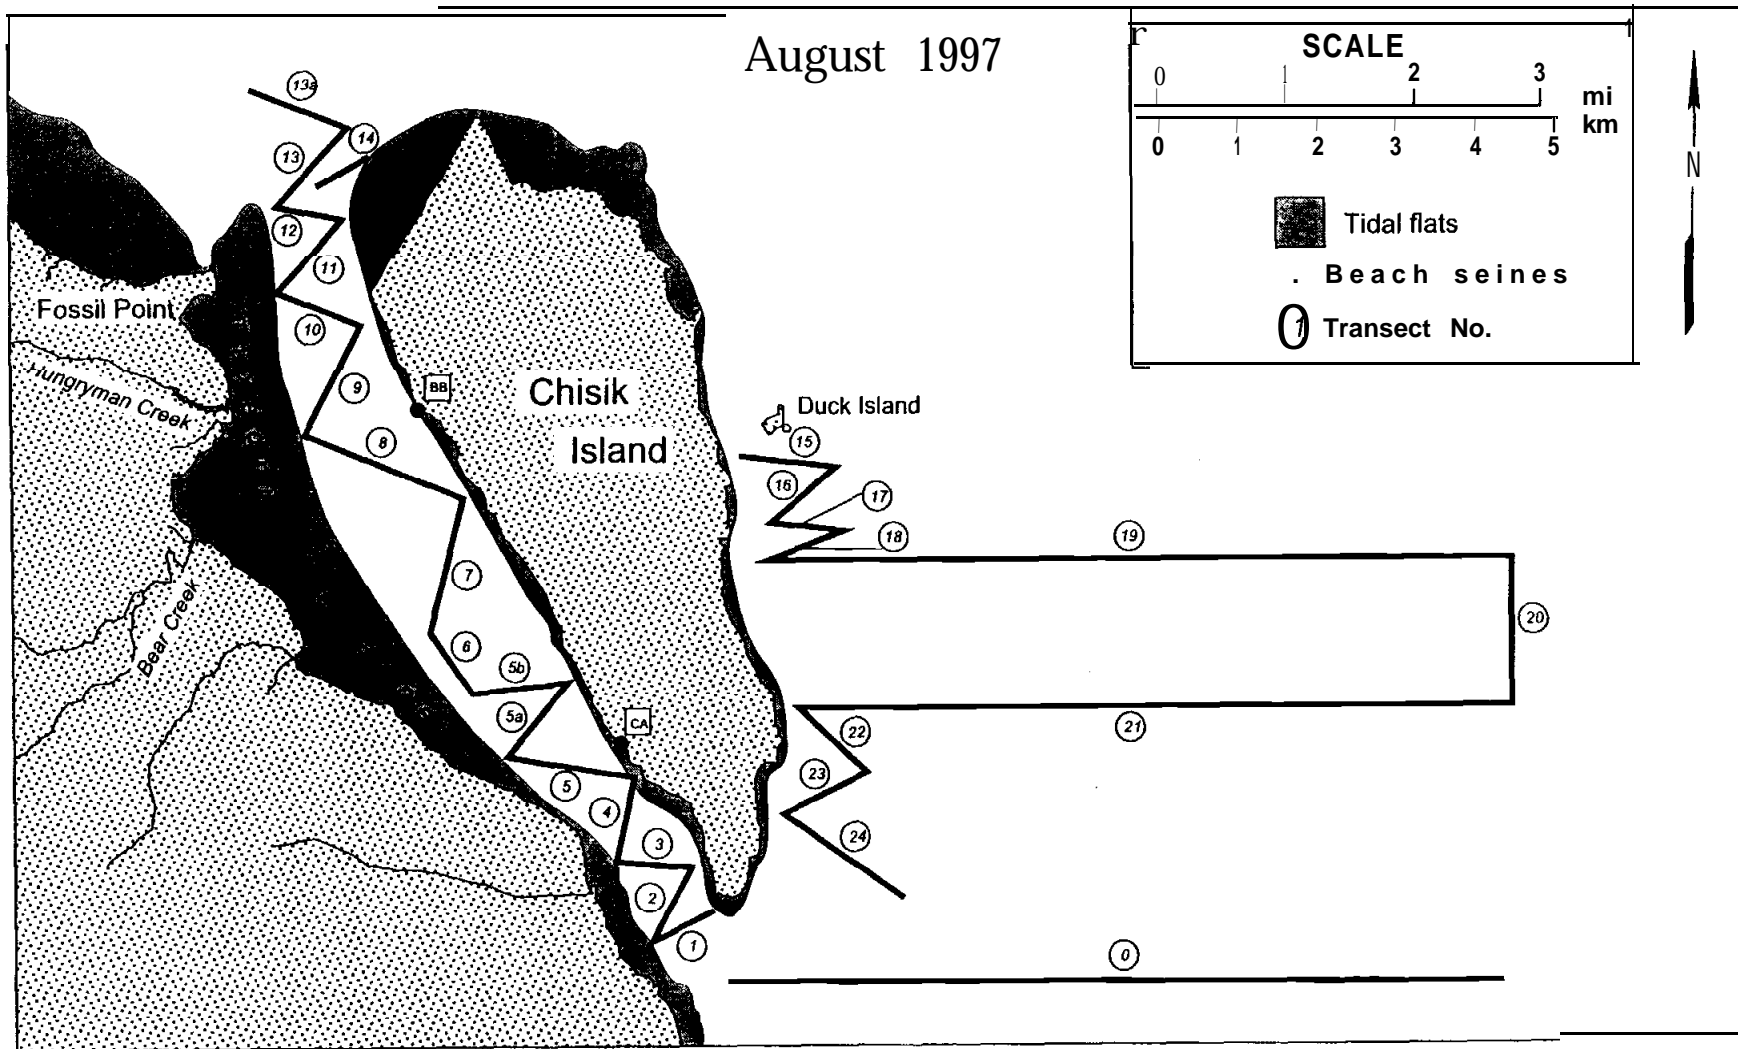 August 1997
SCALE
0 1 2 3
mi
km
0 1 2 3 4 5
N
Tidal flats
. Beach seines
1 Transect No.
13a
14
13
12
11
Fossil Point
10
Hungryman Creek
9
BB
8
Chisik
Island
Duck Island
15
16
17
18
19
7
20
Bear Creek
6
5b
5a
CA
21
22
23
5
4
24
3
2
1
0